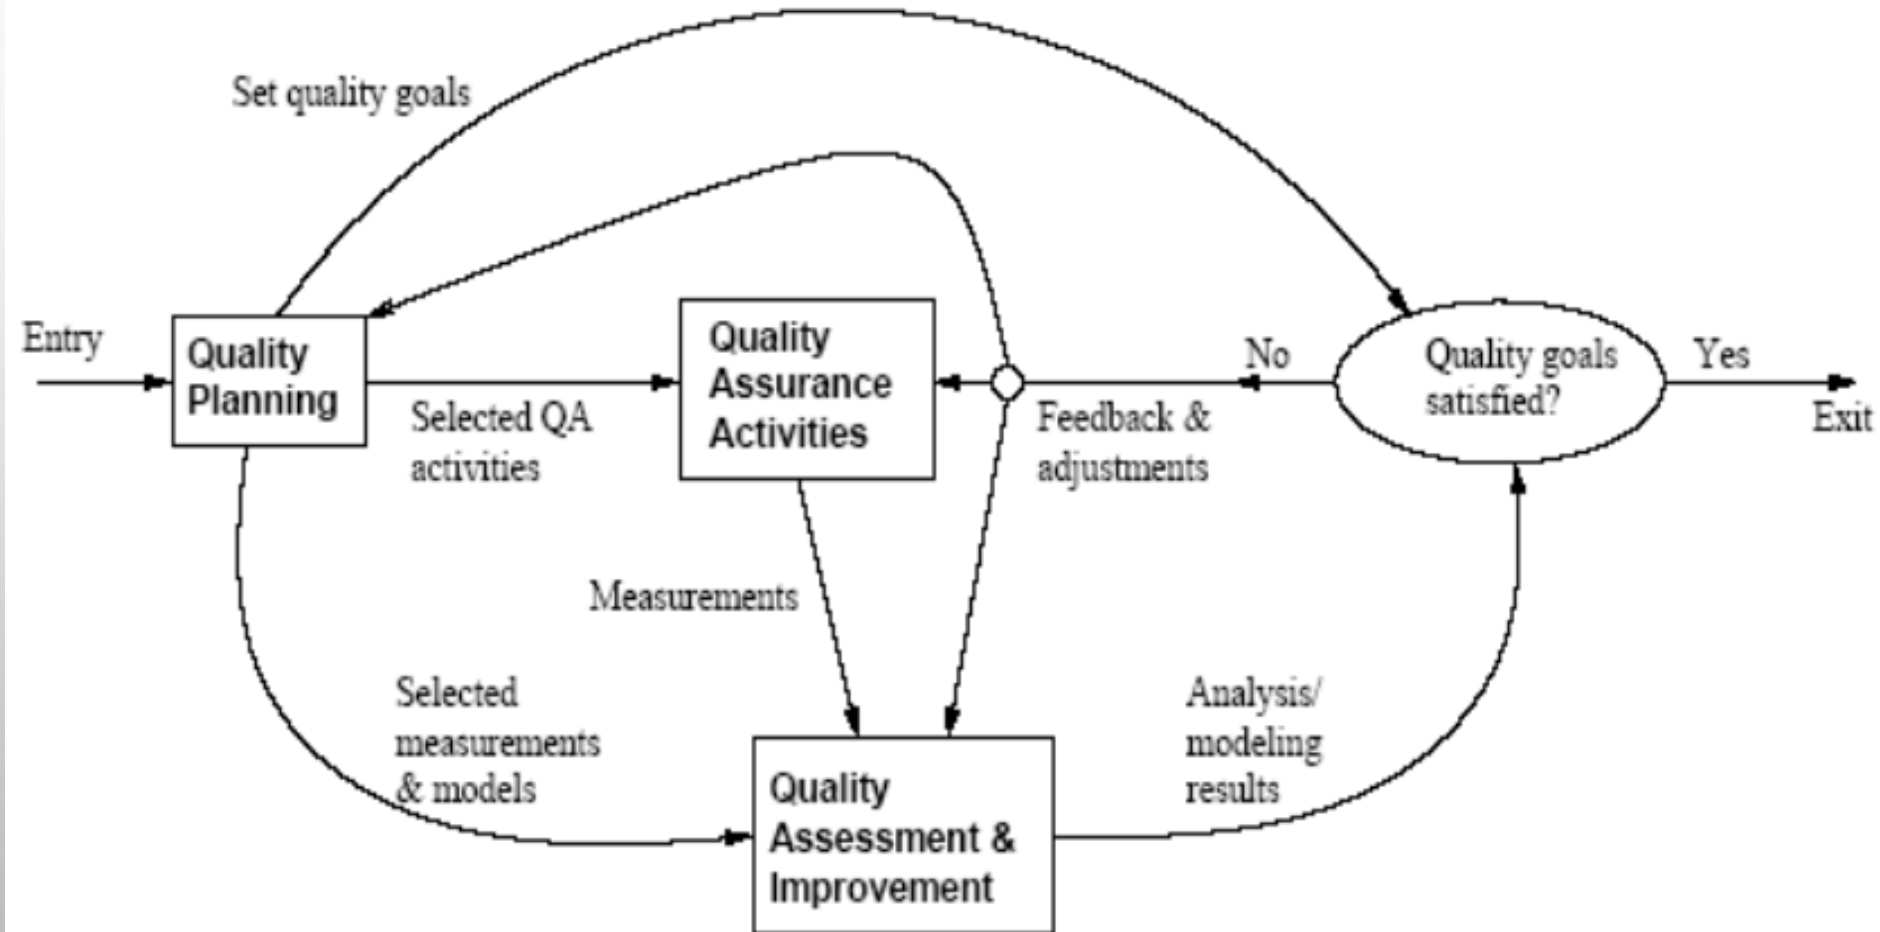 Set quality goals
Entry
Quality
Planning
Selected QA
activities
Quality
Assurance
Activities
Feedback &
adjustments
No
Quality goals
satisfied?
Yes
Exit
Measurements
Selected
measurements
& models
Quality
Assessment &
Improvement
Analysis/
modeling
results